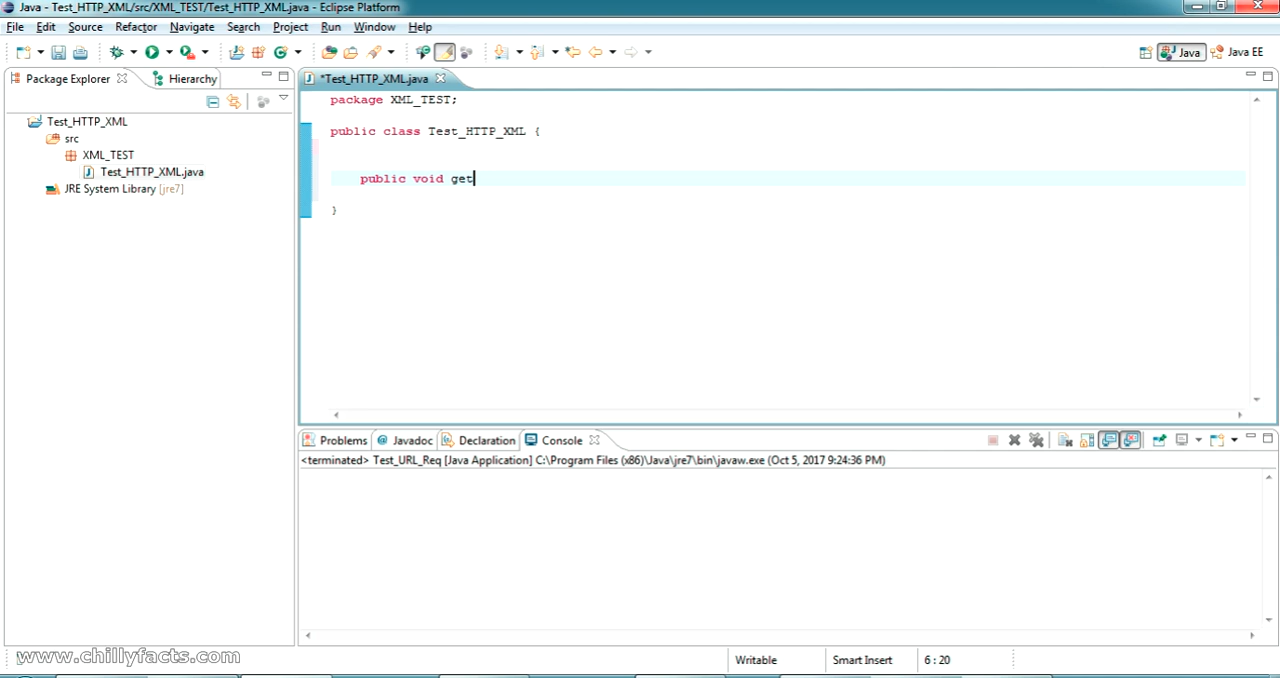 Java - Test_HTTP_XML/src/XML_TEST/Test_HTTP_XML.java - Eclipse Platform
File Edit Source Refactor Navigate Search Project Run Window Help
Java Java EE
Package Explorer Hierarchy
*Test_HTTP_XML.java
Test_HTTP_XML
src
XML_TEST
Test_HTTP_XML.java
JRE System Library [jre7]
package XML_TEST;
public class Test_HTTP_XML {
public void get
}
Problems @ Javadoc Declaration Console
<terminated> Test_URL_Req [Java Application] C:\Program Files (x86)\Java\jre7\bin\javaw.exe (Oct 5, 2017 9:24:36 PM)
www.chillyfacts.com
Writable Smart Insert 6 : 20